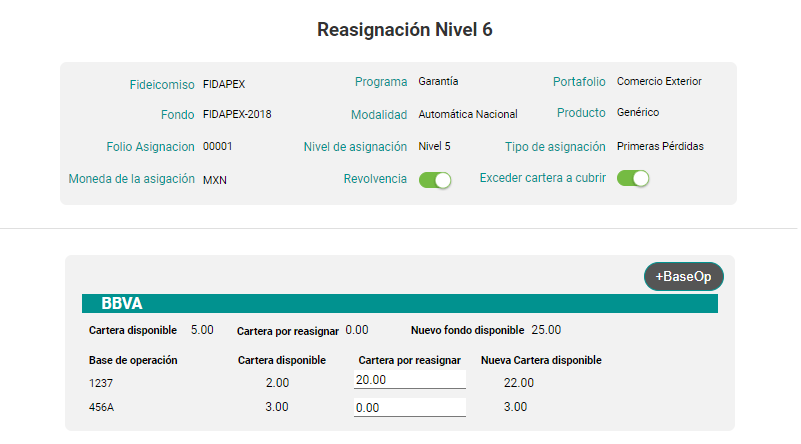 Reasignación Nivel 6
Fideicomiso FIDAPEX Programa Garantía Portafolio Comercio Exterior
Fondo FIDAPEX-2018 Modalidad Automática Nacional Producto Genérico
Folio Asignacion 00001 Nivel de asignación Nivel 5 Tipo de asignación Primeras Pérdidas
Moneda de la asigación MXN Revolvencia Exceder cartera a cubrir
+BaseOp
BBVA
Cartera disponible 5.00 Cartera por reasignar 0.00 Nuevo fondo disponible 25.00
Base de operación Cartera disponible Cartera por reasignar Nueva Cartera disponible
1237 2.00 20.00 22.00
456A 3.00 0.00 3.00